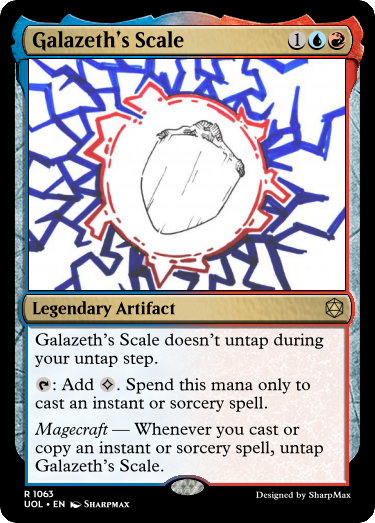 Galazeth's Scale 1
Legendary Artifact
Galazeth's Scale doesn't untap during
your untap step.
: Add . Spend this mana only to
cast an instant or sorcery spell.
Magecraft — Whenever you cast or
copy an instant or sorcery spell, untap
Galazeth's Scale.
R 1063
UOL • EN SHARPMAX
Designed by SharpMax